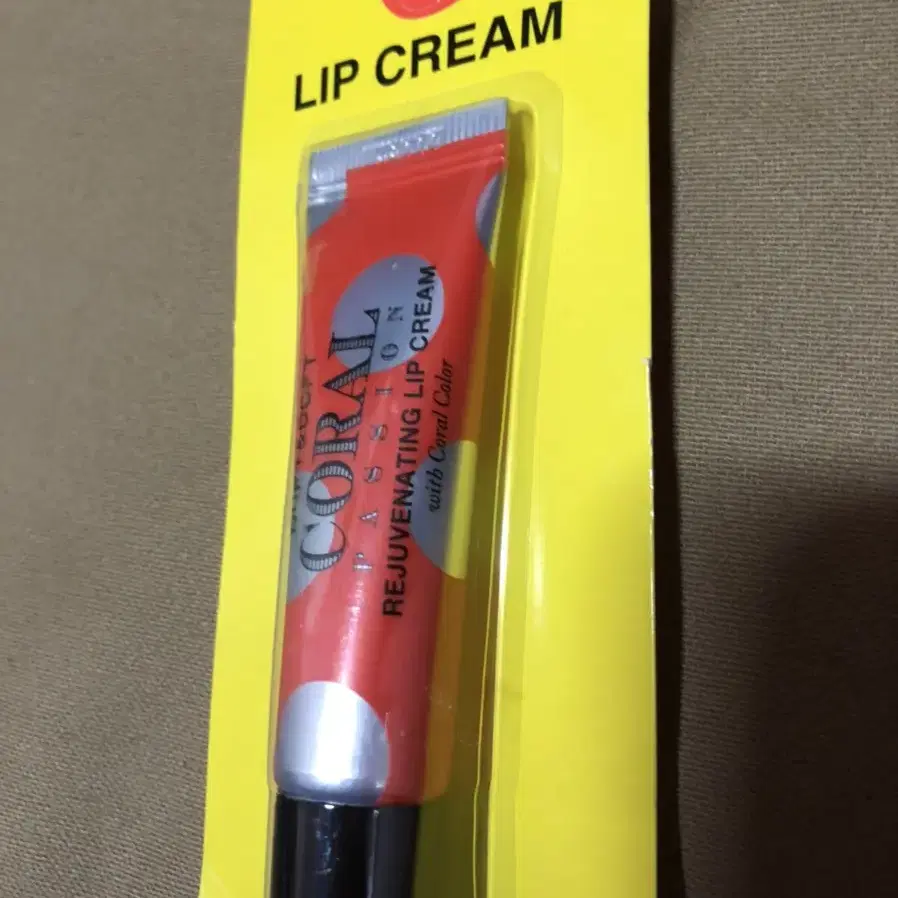 LIP CREAM
CORAL
PASSION
REJUVENATING LIP CREAM
with Coral Color